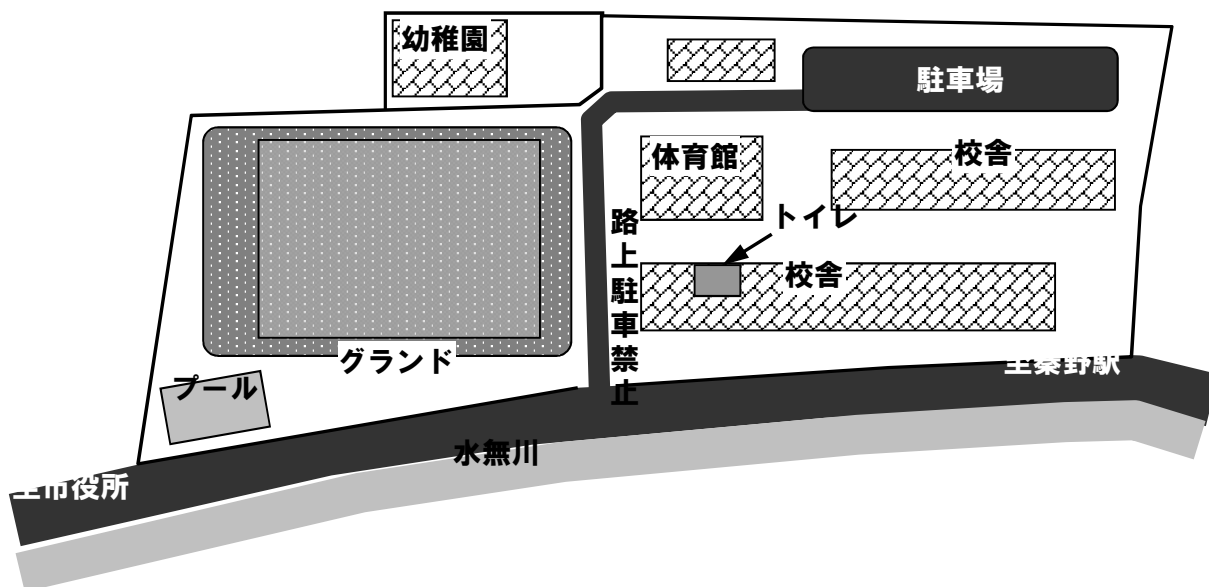 幼稚園
駐車場
体育館
校舎
トイレ
校舎
路上駐車禁止
グランド
プール
至秦野駅
水無川
至市役所